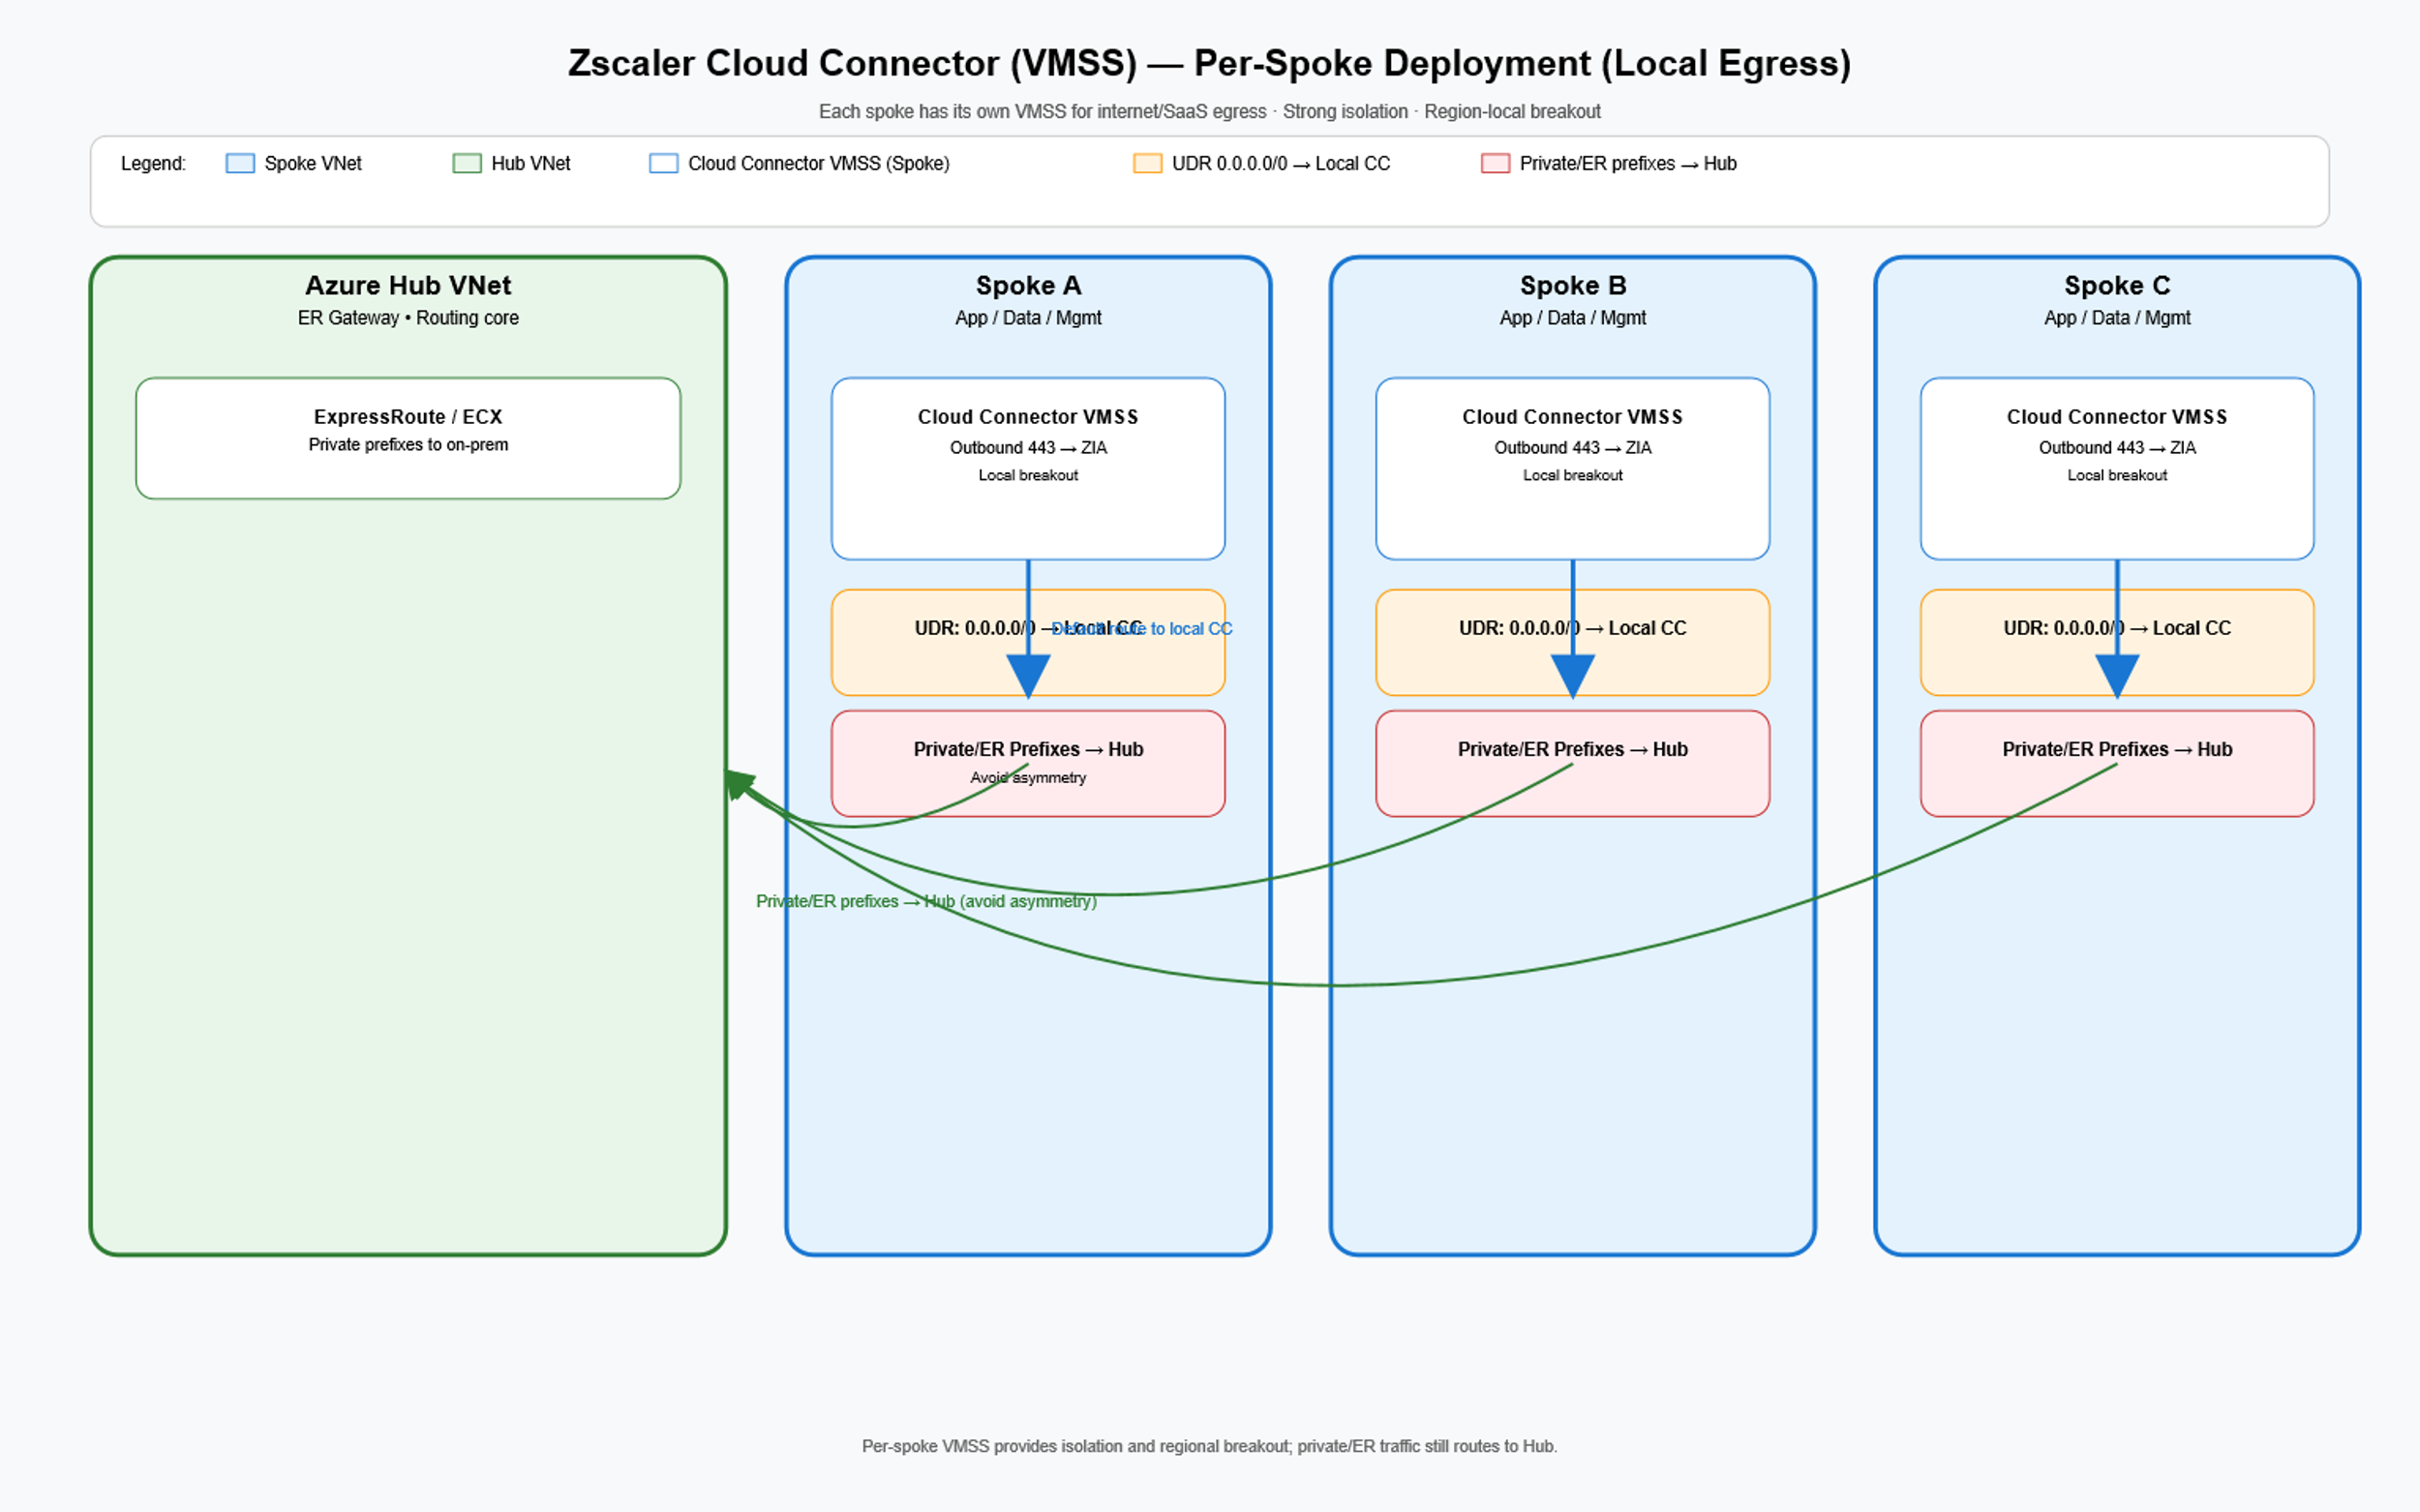 Zscaler Cloud Connector (VMSS) — Per-Spoke Deployment (Local Egress)
Each spoke has its own VMSS for internet/SaaS egress · Strong isolation · Region-local breakout
Legend: Spoke VNet Hub VNet Cloud Connector VMSS (Spoke) UDR 0.0.0.0/0 → Local CC Private/ER prefixes → Hub
Azure Hub VNet
ER Gateway • Routing core
ExpressRoute / ECX
Private prefixes to on-prem
Spoke A
App / Data / Mgmt
Cloud Connector VMSS
Outbound 443 → ZIA
Local breakout
UDR: 0.0.0.0/0 → Local CC
Default route to local CC
Private/ER Prefixes → Hub
Avoid asymmetry
Private/ER prefixes → Hub (avoid asymmetry)
Spoke B
App / Data / Mgmt
Cloud Connector VMSS
Outbound 443 → ZIA
Local breakout
UDR: 0.0.0.0/0 → Local CC
Private/ER Prefixes → Hub
Spoke C
App / Data / Mgmt
Cloud Connector VMSS
Outbound 443 → ZIA
Local breakout
UDR: 0.0.0.0/0 → Local CC
Private/ER Prefixes → Hub
Per-spoke VMSS provides isolation and regional breakout; private/ER traffic still routes to Hub.